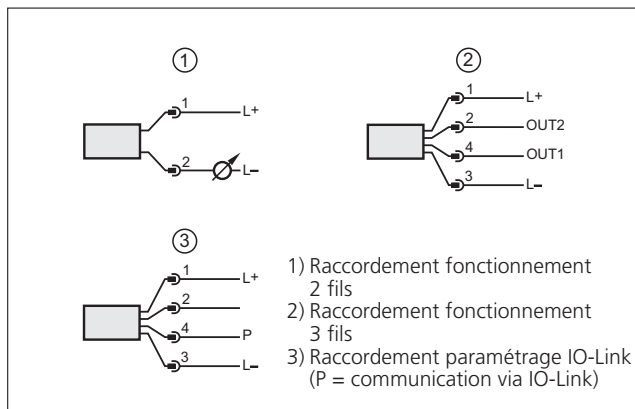 ①
1 L+
2 L–
②
1 L+
2 OUT2
4 OUT1
3 L–
③
1 L+
2
4 P
3 L–
1) Raccordement fonctionnement
2 fils
2) Raccordement fonctionnement
3 fils
3) Raccordement paramétrage IO-Link
(P = communication via IO-Link)